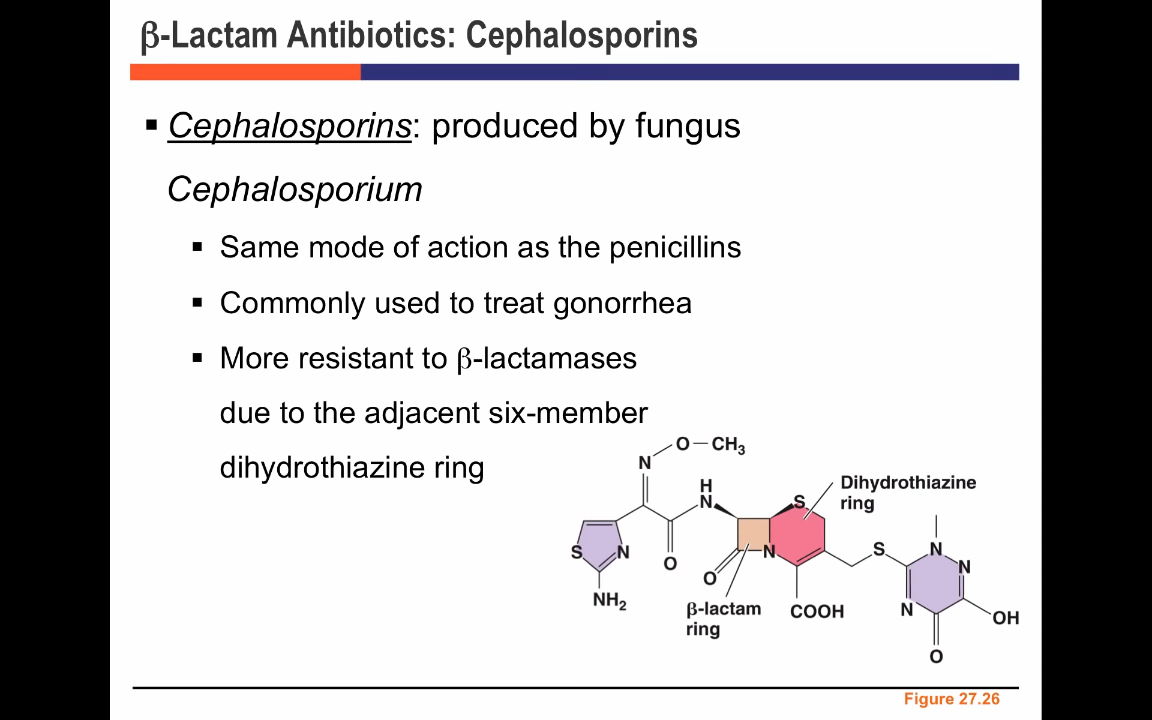 β-Lactam Antibiotics: Cephalosporins
▪ Cephalosporins: produced by fungus
Cephalosporium
▪ Same mode of action as the penicillins
▪ Commonly used to treat gonorrhea
▪ More resistant to β-lactamases
due to the adjacent six-member
dihydrothiazine ring
O — CH₃
N
H
N
S
Dihydrothiazine
ring
S
N
O
NH₂
O
N
β-lactam
ring
COOH
S
N
N
N
OH
O
Figure 27.26